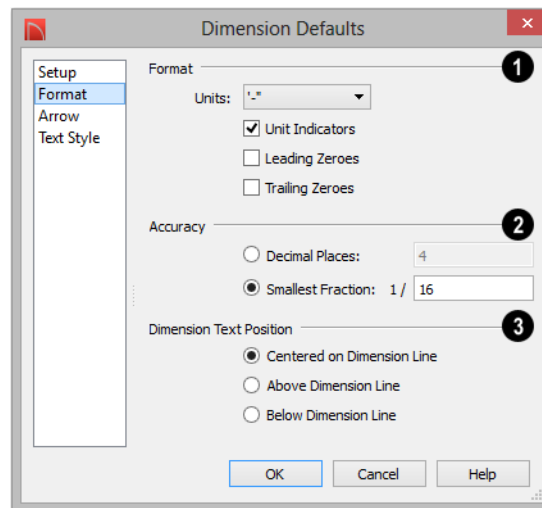 Dimension Defaults
Setup
Format
Arrow
Text Style
Format
1
Units: '-"
Unit Indicators
Leading Zeroes
Trailing Zeroes
Accuracy
2
Decimal Places: 4
Smallest Fraction: 1 / 16
Dimension Text Position
3
Centered on Dimension Line
Above Dimension Line
Below Dimension Line
OK Cancel Help